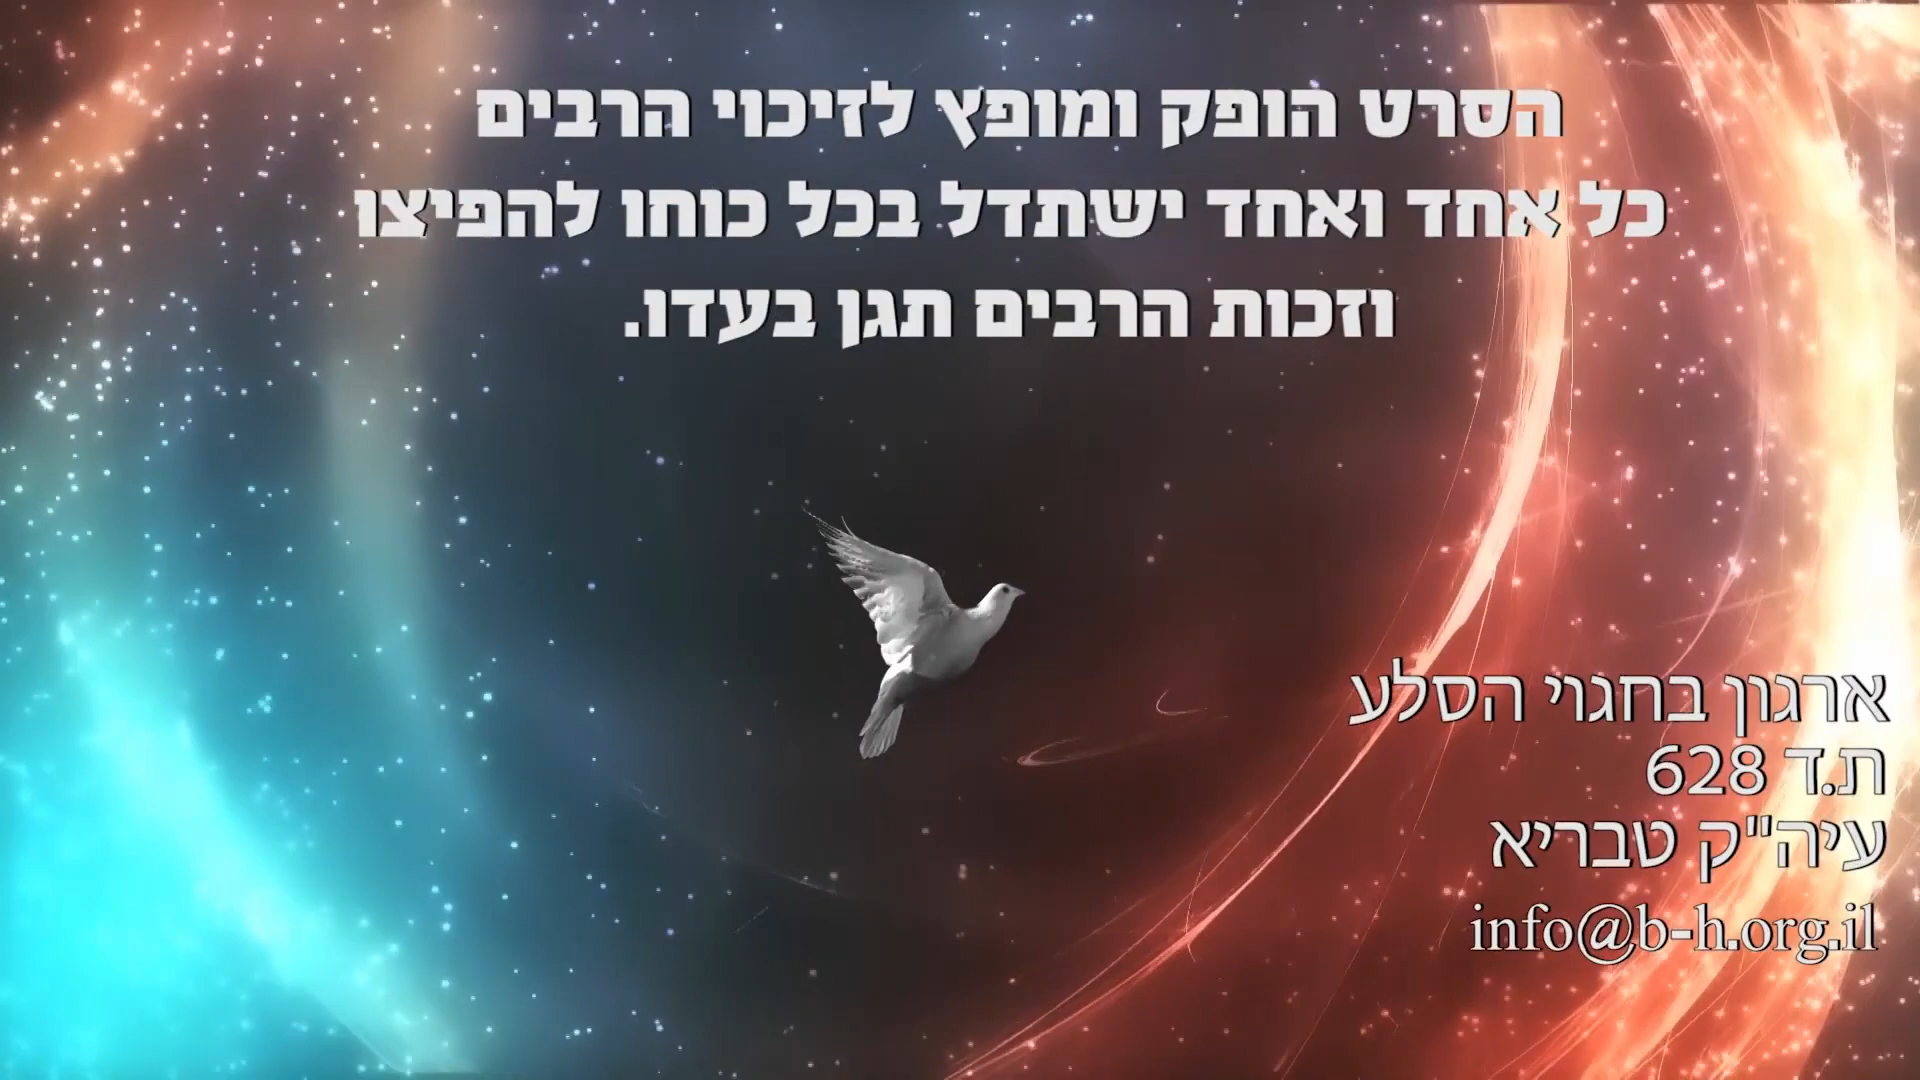 הסרט הופק ומופץ לזיכוי הרבים
כל אחד ואחד ישתדל בכל כוחו להפיצו
וזכות הרבים תגן בעדו.
ארגון בחגוי הסלע
ת.ד 628
עיה"ק טבריא
info@b-h.org.il